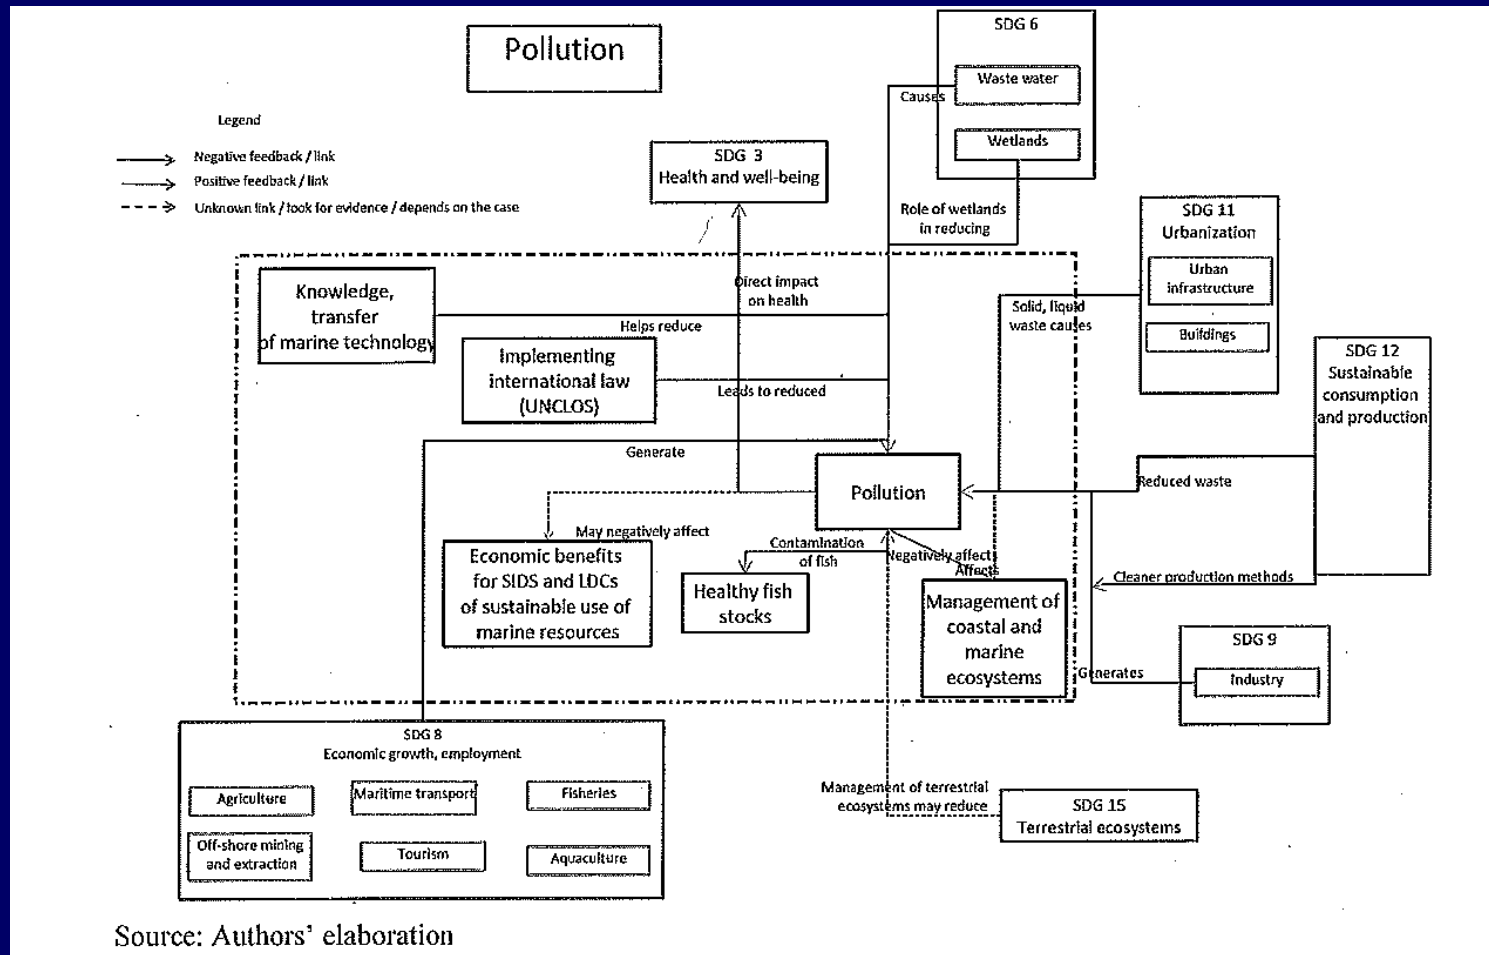 Pollution
Legend
Negative feedback / link
Positive feedback / link
Unknown link / look for evidence / depends on the case
SDG 6
Waste water
Wetlands
Causes
Role of wetlands
in reducing
SDG 3
Health and well-being
SDG 11
Urbanization
Urban
infrastructure
Buildings
SDG 12
Sustainable
consumption
and production
Knowledge,
transfer
of marine technology
Direct impact
on health
Helps reduce
Solid, liquid
waste causes
Implementing
international law
(UNCLOS)
Leads to reduced
Generate
Pollution
Reduced waste
May negatively affect
Contamination
of fish
Negatively affect
Affects
Economic benefits
for SIDS and LDCs
of sustainable use of
marine resources
Healthy fish
stocks
Management of
coastal and
marine
ecosystems
Cleaner production methods
Generates
SDG 9
Industry
SDG 8
Economic growth, employment
Agriculture
Maritime transport
Fisheries
Off-shore mining
and extraction
Tourism
Aquaculture
Management of terrestrial
ecosystems may reduce
SDG 15
Terrestrial ecosystems
Source: Authors' elaboration